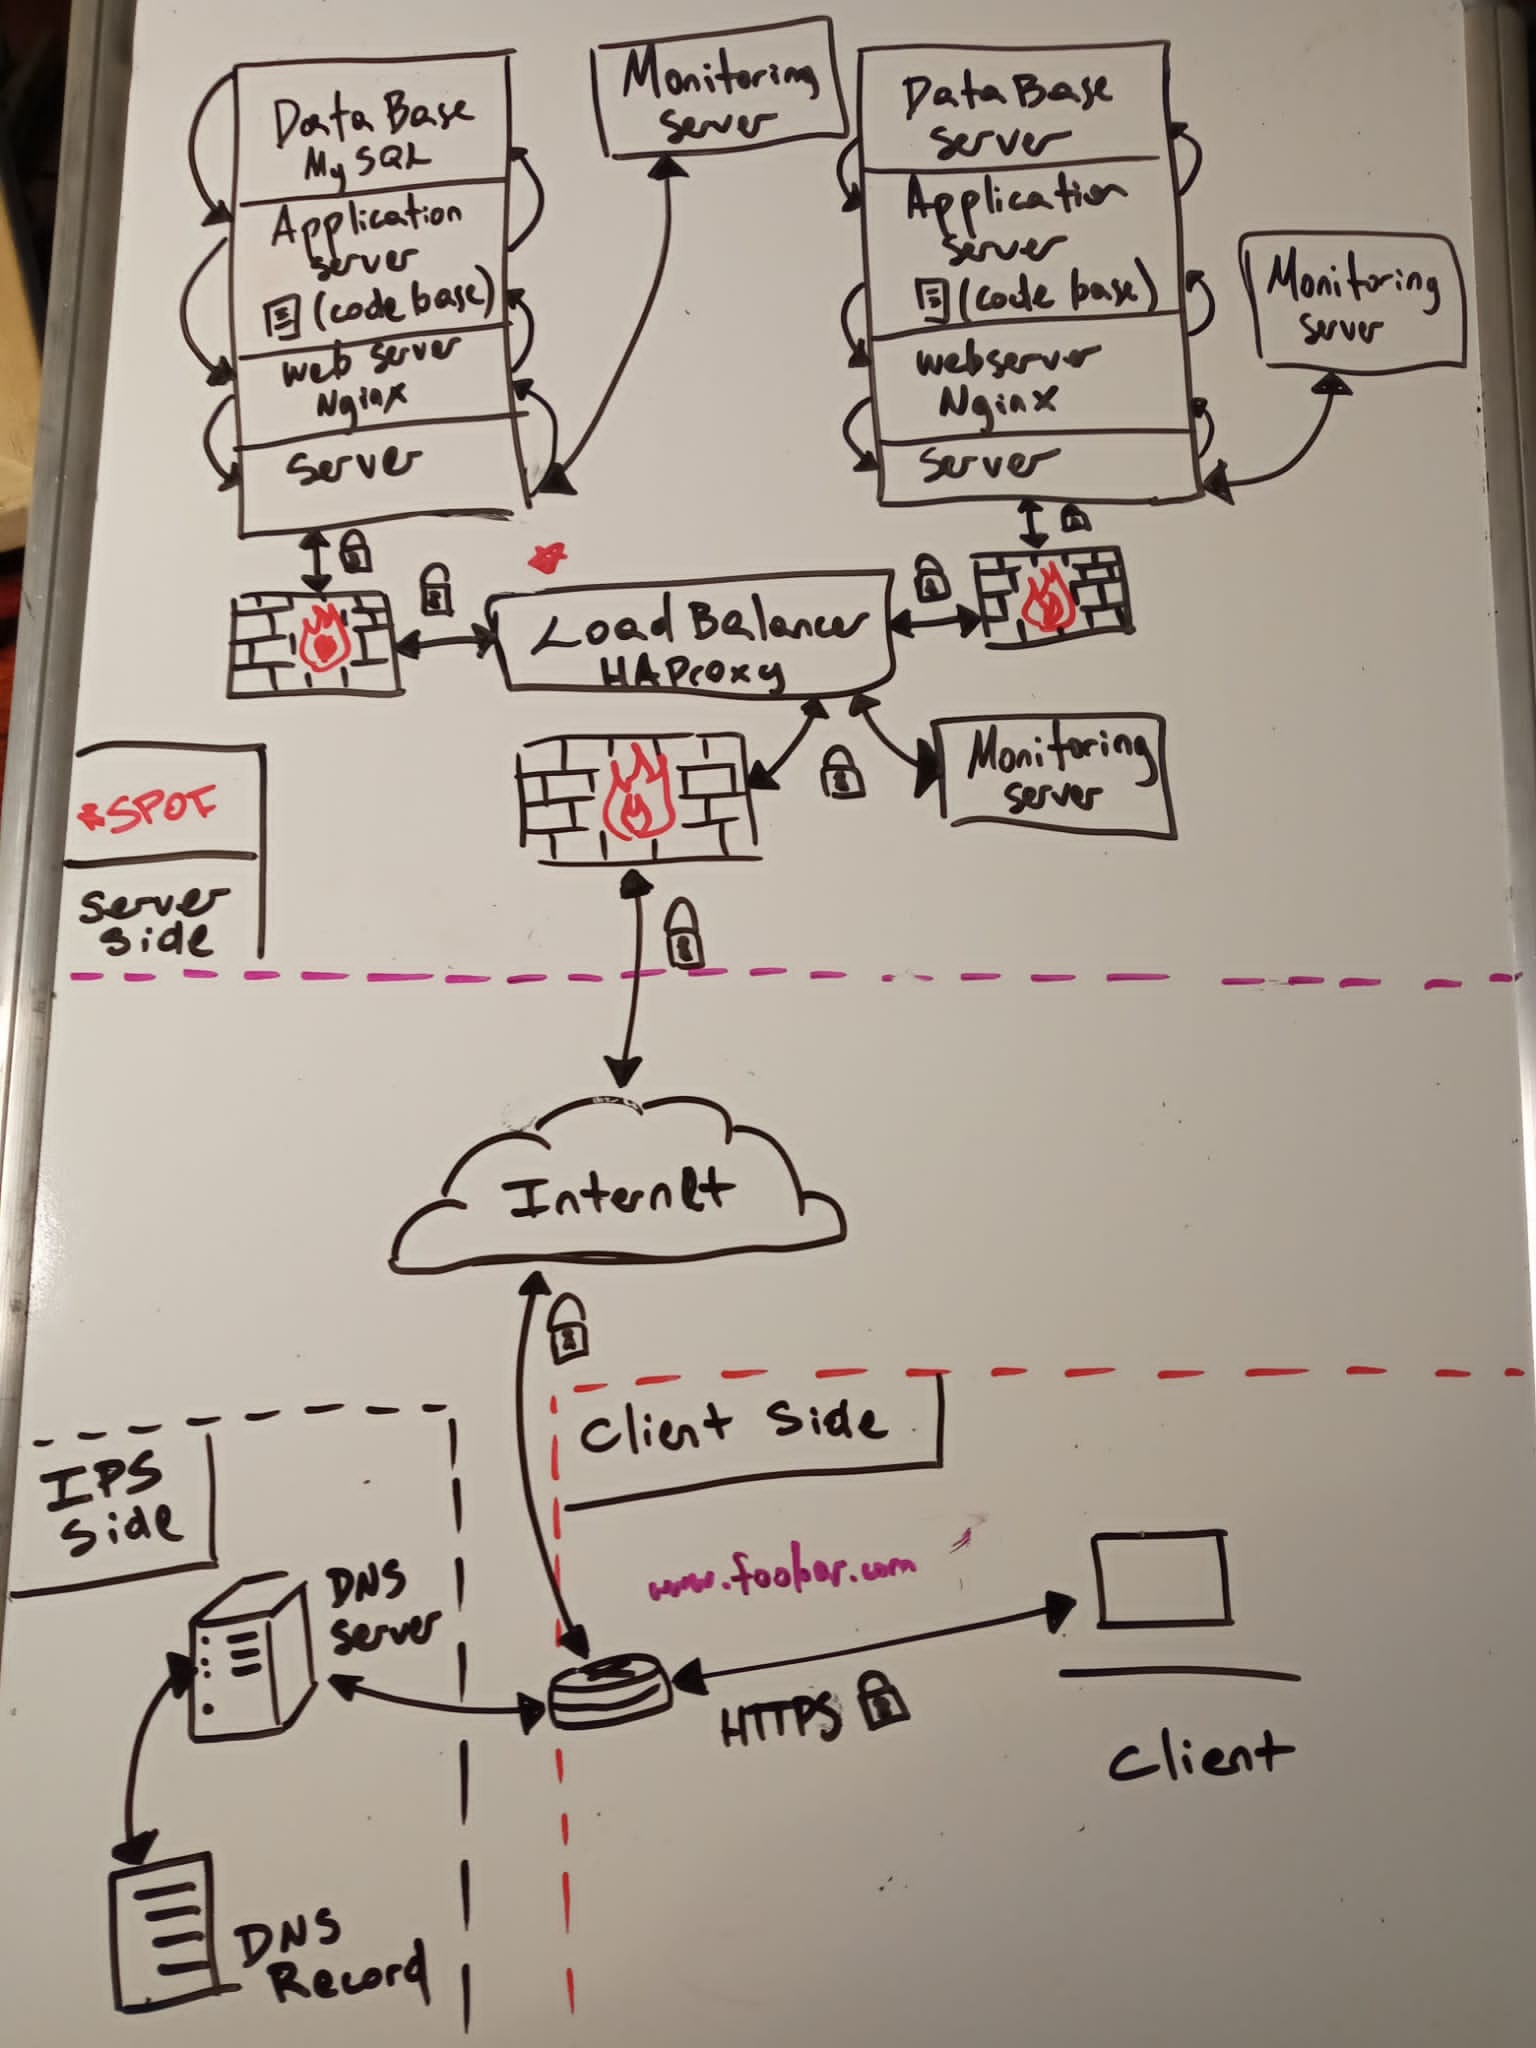 Data Base
MySQL
Application
server
(code base)
web server
Nginx
Server
Monitoring
server
Data Base
server
Application
server
(code base)
webserver
Nginx
Server
Monitoring
server
Load Balancer
HAProxy
Monitoring
server
*SPOF
Server
side
Internet
Client Side
IPS
Side
www.foobar.com
DNS
Server
HTTPS
Client
DNS
Record